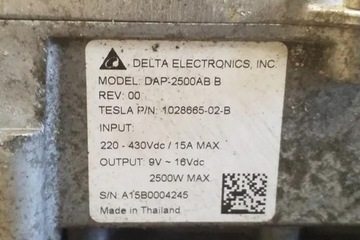 DELTA ELECTRONICS, INC
MODEL: DAP-2500AB B
REV: 00
TESLA P/N: 1028665-02-B
INPUT:
220 - 430Vdc / 15A MAX
OUTPUT: 9V ~ 16Vdc
2500W MAX
S/N A15B0004245
Made in Thailand